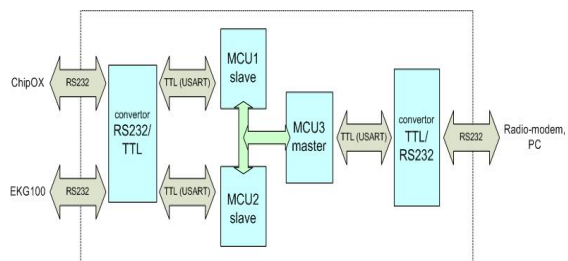 ChipOX
RS232
EKG100
RS232
convertor
RS232/
TTL
TTL (USART)
TTL (USART)
MCU1
slave
MCU2
slave
MCU3
master
TTL (USART)
convertor
TTL/
RS232
RS232
Radio-modem,
PC